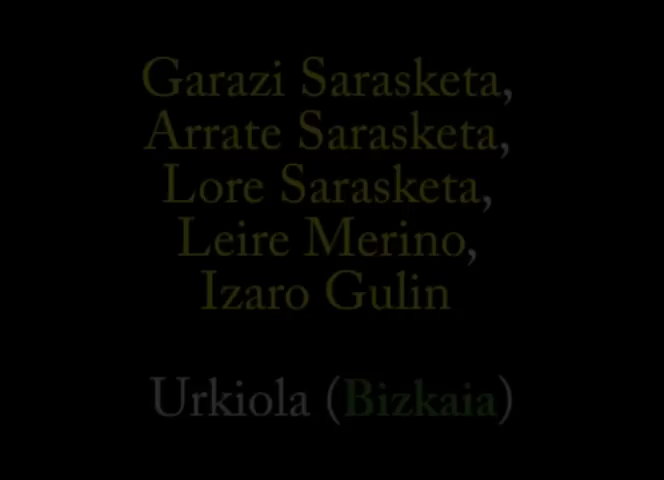 Garazi Sarasketa,
Arrate Sarasketa,
Lore Sarasketa,
Leire Merino,
Izaro Gulin
Urkiola (Bizkaia)